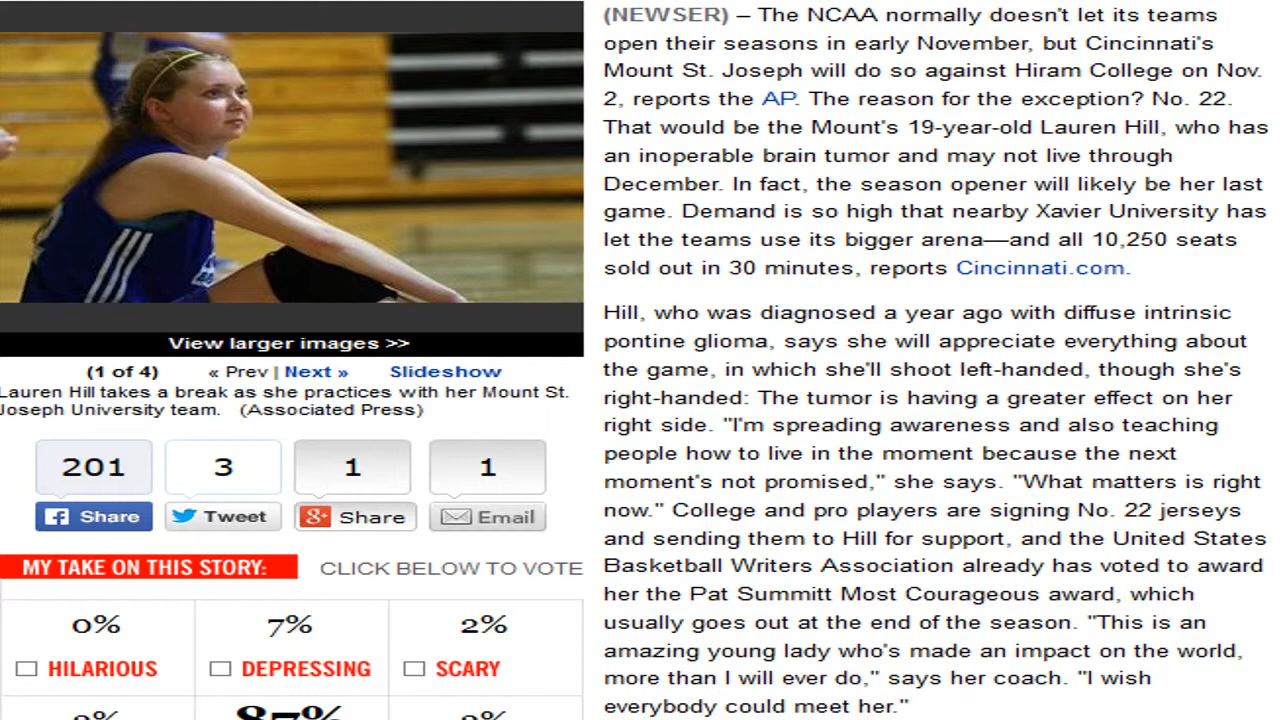 (NEWSER) – The NCAA normally doesn't let its teams
open their seasons in early November, but Cincinnati's
Mount St. Joseph will do so against Hiram College on Nov.
2, reports the AP. The reason for the exception? No. 22.
That would be the Mount's 19-year-old Lauren Hill, who has
an inoperable brain tumor and may not live through
December. In fact, the season opener will likely be her last
game. Demand is so high that nearby Xavier University has
let the teams use its bigger arena—and all 10,250 seats
sold out in 30 minutes, reports Cincinnati.com.
Hill, who was diagnosed a year ago with diffuse intrinsic
pontine glioma, says she will appreciate everything about
the game, in which she'll shoot left-handed, though she's
right-handed: The tumor is having a greater effect on her
right side. "I'm spreading awareness and also teaching
people how to live in the moment because the next
moment's not promised," she says. "What matters is right
now." College and pro players are signing No. 22 jerseys
and sending them to Hill for support, and the United States
Basketball Writers Association already has voted to award
her the Pat Summitt Most Courageous award, which
usually goes out at the end of the season. "This is an
amazing young lady who's made an impact on the world,
more than I will ever do," says her coach. "I wish
everybody could meet her."
View larger images >>
(1 of 4) « Prev | Next » Slideshow
Lauren Hill takes a break as she practices with her Mount St.
Joseph University team. (Associated Press)
201 3 1 1
Share Tweet Share Email
MY TAKE ON THIS STORY: CLICK BELOW TO VOTE
0% 7% 2%
HILARIOUS DEPRESSING SCARY
87%